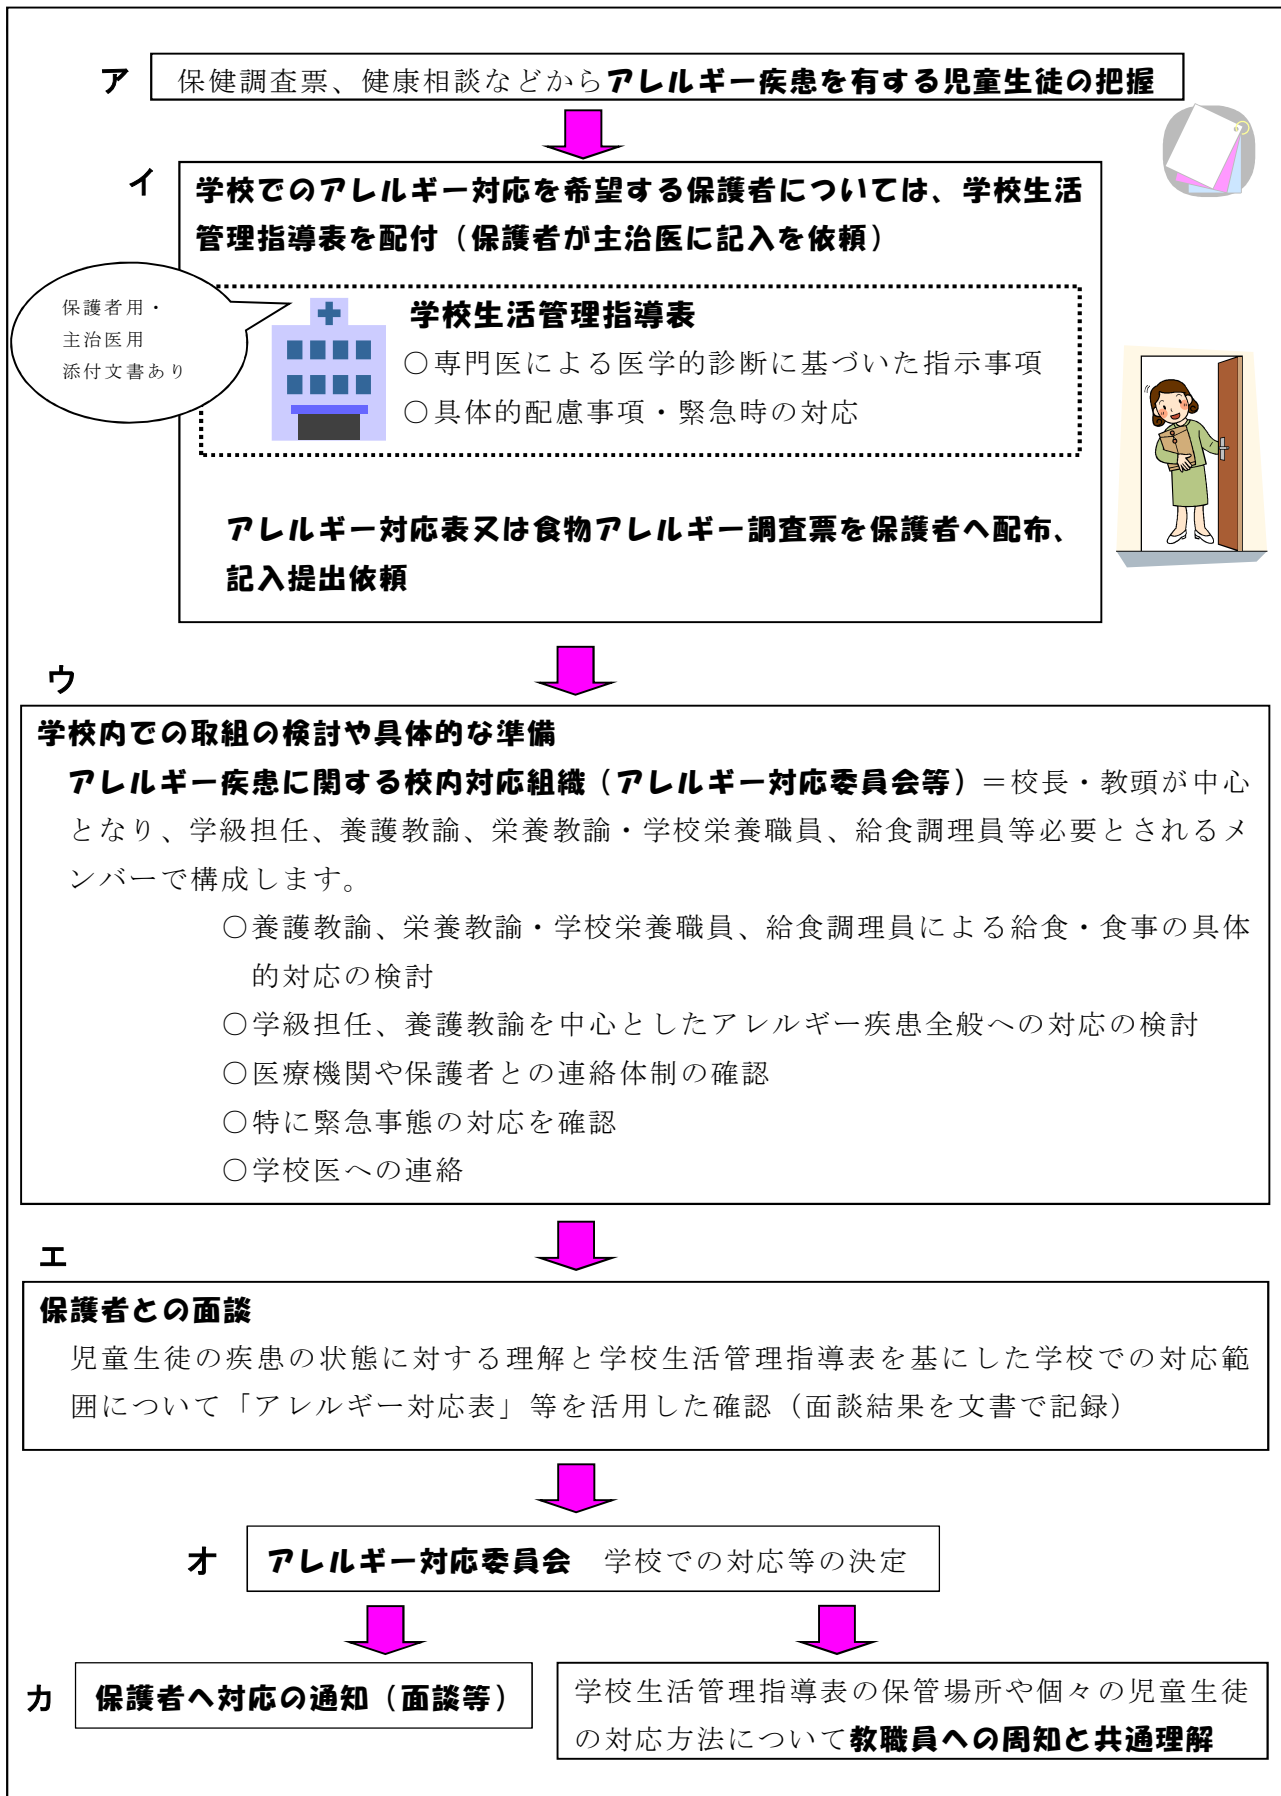 ア
保健調査票、健康相談などからアレルギー疾患を有する児童生徒の把握
イ
学校でのアレルギー対応を希望する保護者については、学校生活
管理指導表を配付（保護者が主治医に記入を依頼）
保護者用・
主治医用
添付文書あり
学校生活管理指導表
○専門医による医学的診断に基づいた指示事項
○具体的配慮事項・緊急時の対応
アレルギー対応表又は食物アレルギー調査票を保護者へ配布、
記入提出依頼
ウ
学校内での取組の検討や具体的な準備
アレルギー疾患に関する校内対応組織（アレルギー対応委員会等）＝校長・教頭が中心
となり、学級担任、養護教諭、栄養教諭・学校栄養職員、給食調理員等必要とされるメ
ンバーで構成します。
○養護教諭、栄養教諭・学校栄養職員、給食調理員による給食・食事の具体
的対応の検討
○学級担任、養護教諭を中心としたアレルギー疾患全般への対応の検討
○医療機関や保護者との連絡体制の確認
○特に緊急事態の対応を確認
○学校医への連絡
エ
保護者との面談
児童生徒の疾患の状態に対する理解と学校生活管理指導表を基にした学校での対応範
囲について「アレルギー対応表」等を活用した確認（面談結果を文書で記録）
オ
アレルギー対応委員会　学校での対応等の決定
カ
保護者へ対応の通知（面談等）
学校生活管理指導表の保管場所や個々の児童生徒
の対応方法について教職員への周知と共通理解